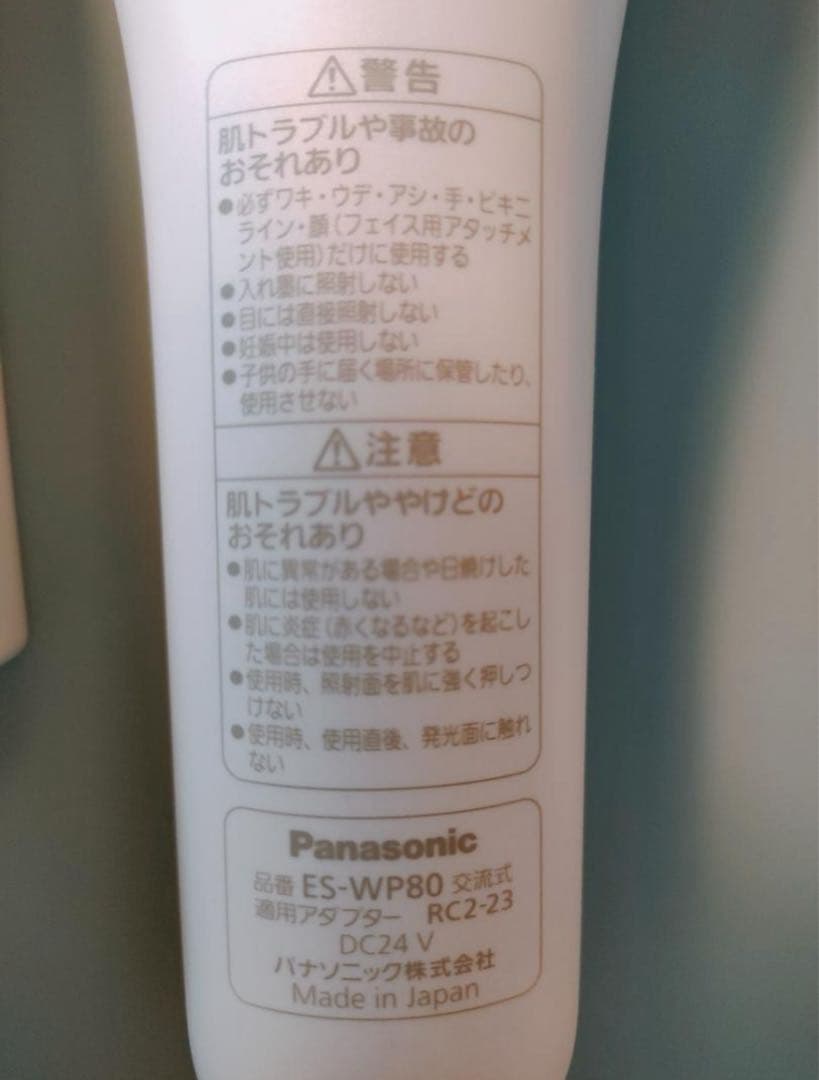 ⚠警告
肌トラブルや事故の
おそれあり
●必ずワキ・ウデ・アシ・手・ビキニ
ライン・顔(フェイス用アタッチメ
ント使用)だけに使用する
●入れ墨に照射しない
●目には直接照射しない
●妊娠中は使用しない
●子供の手に届く場所に保管したり、
使用させない
⚠注意
肌トラブルややけどの
おそれあり
●肌に異常がある場合や日焼けした
肌には使用しない
●肌に炎症(赤くなるなど)を起こし
た場合は使用を中止する
●使用時、照射面を肌に強く押しつ
けない
●使用時、使用直後、発光面に触れ
ない
Panasonic
品番 ES-WP80 交流式
適用アダプター RC2-23
DC24 V
パナソニック株式会社
Made in Japan